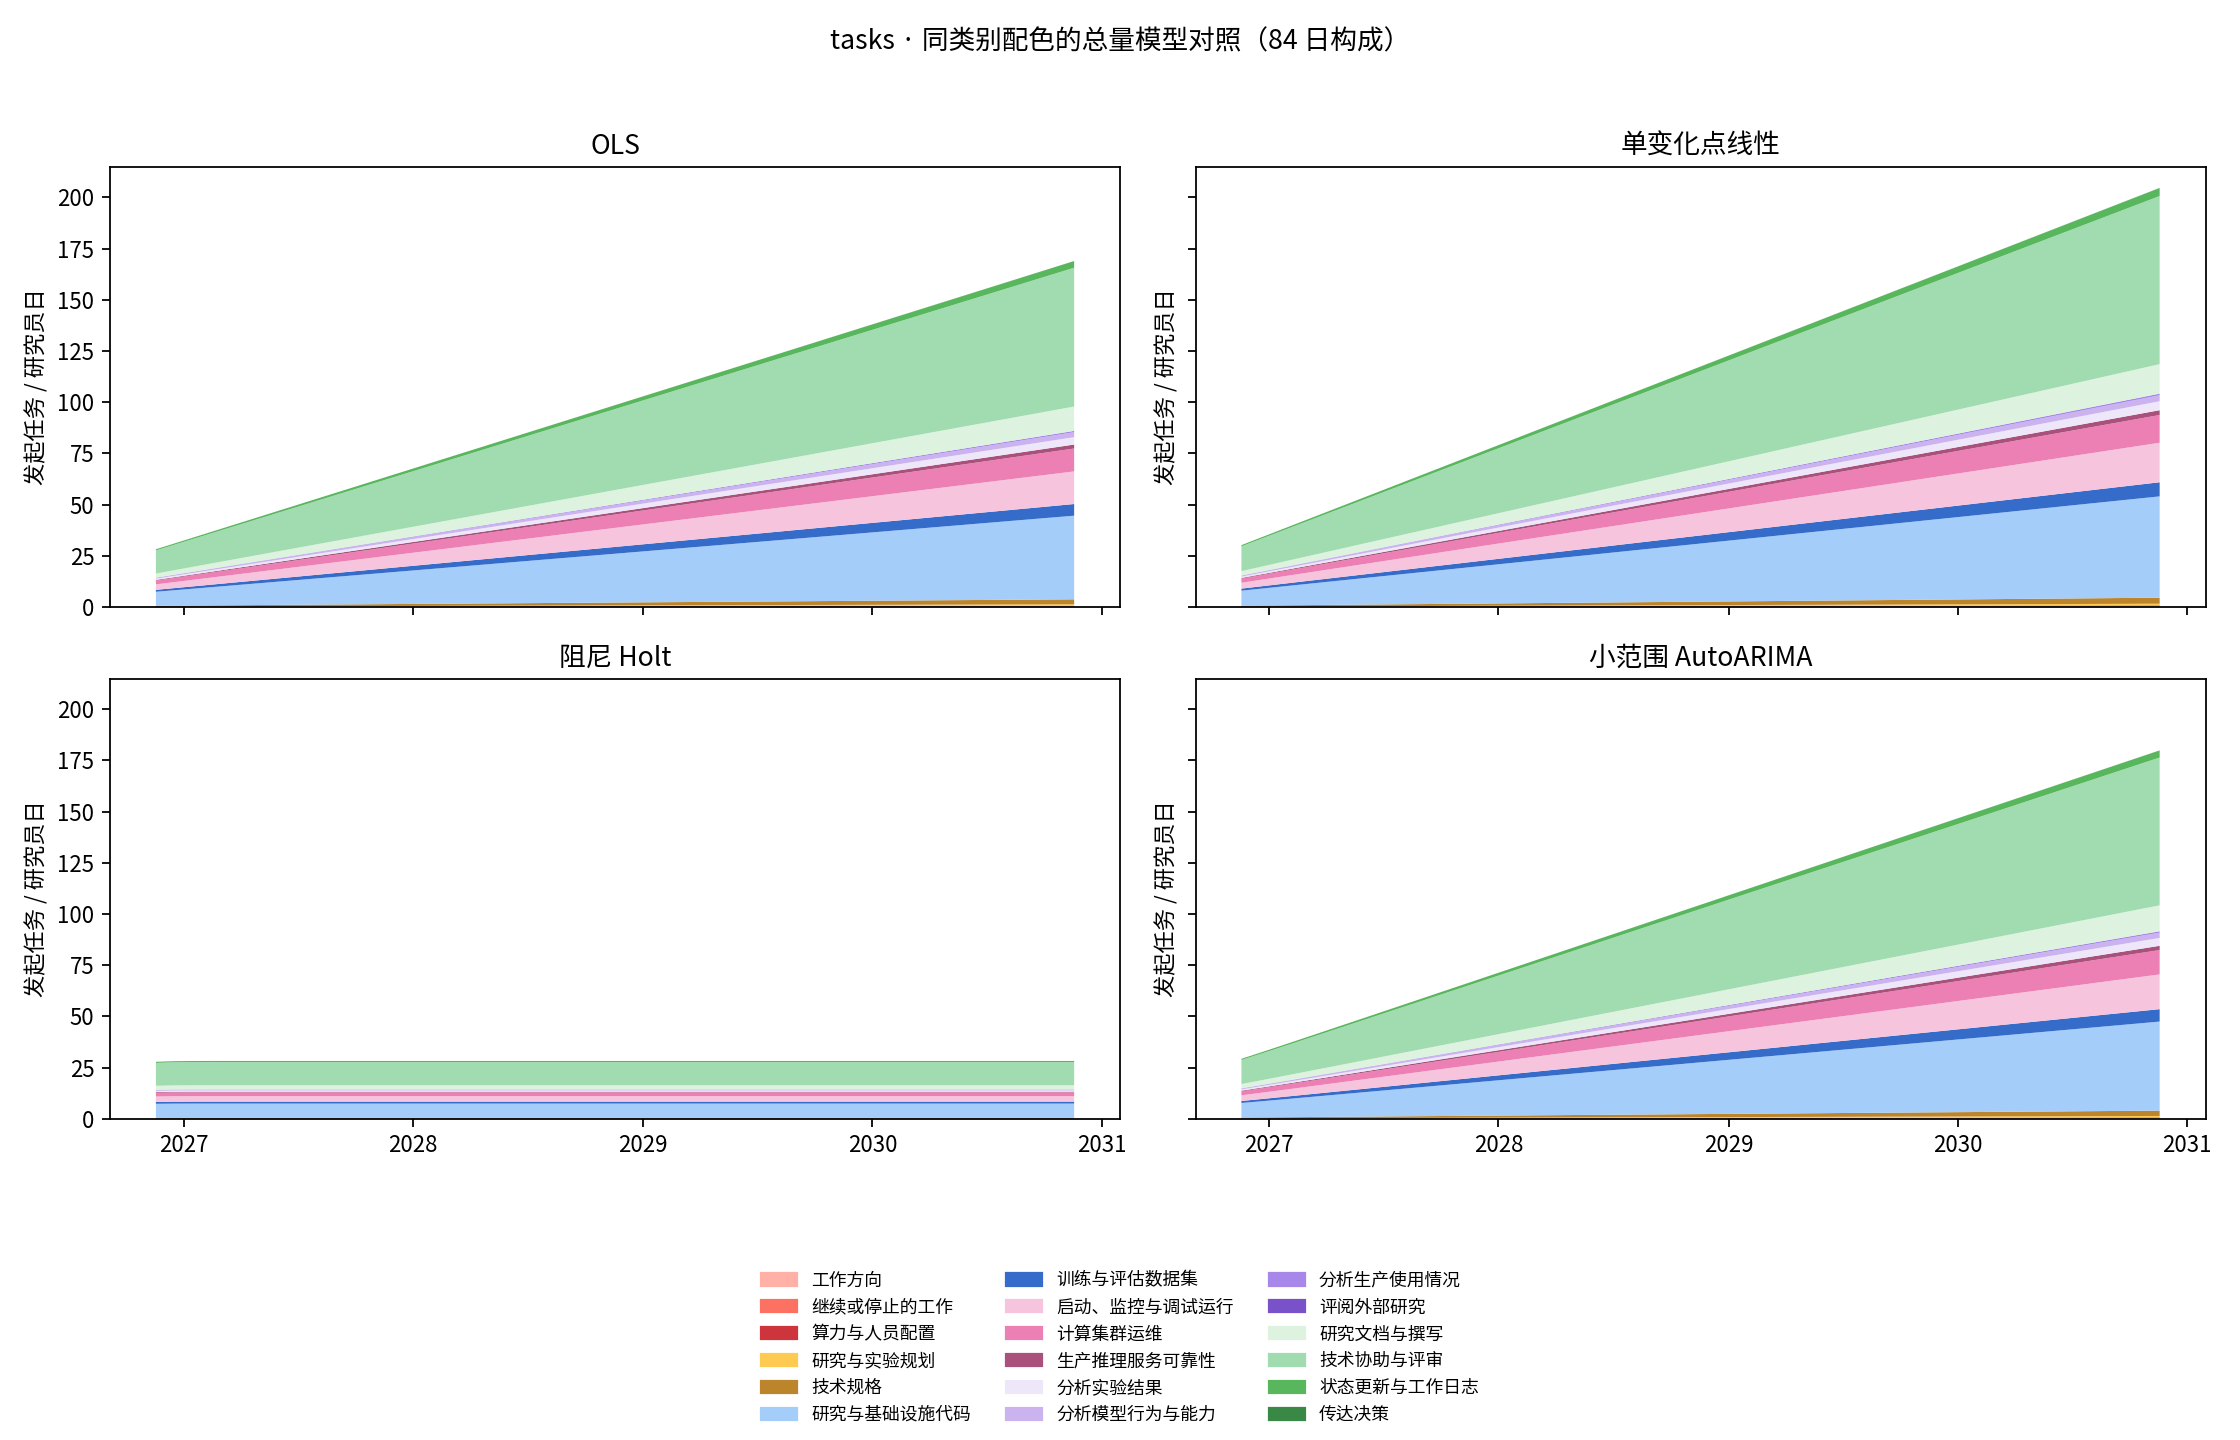 tasks · 同类别配色的总量模型对照（84 日构成）
OLS
发起任务 / 研究员日
200
175
150
125
100
75
50
25
0
单变化点线性
发起任务 / 研究员日
阻尼 Holt
发起任务 / 研究员日
200
175
150
125
100
75
50
25
0
2027 2028 2029 2030 2031
小范围 AutoARIMA
发起任务 / 研究员日
2027 2028 2029 2030 2031
工作方向
继续或停止的工作
算力与人员配置
研究与实验规划
技术规格
研究与基础设施代码
训练与评估数据集
启动、监控与调试运行
计算集群运维
生产推理服务可靠性
分析实验结果
分析模型行为与能力
分析生产使用情况
评阅外部研究
研究文档与撰写
技术协助与评审
状态更新与工作日志
传达决策